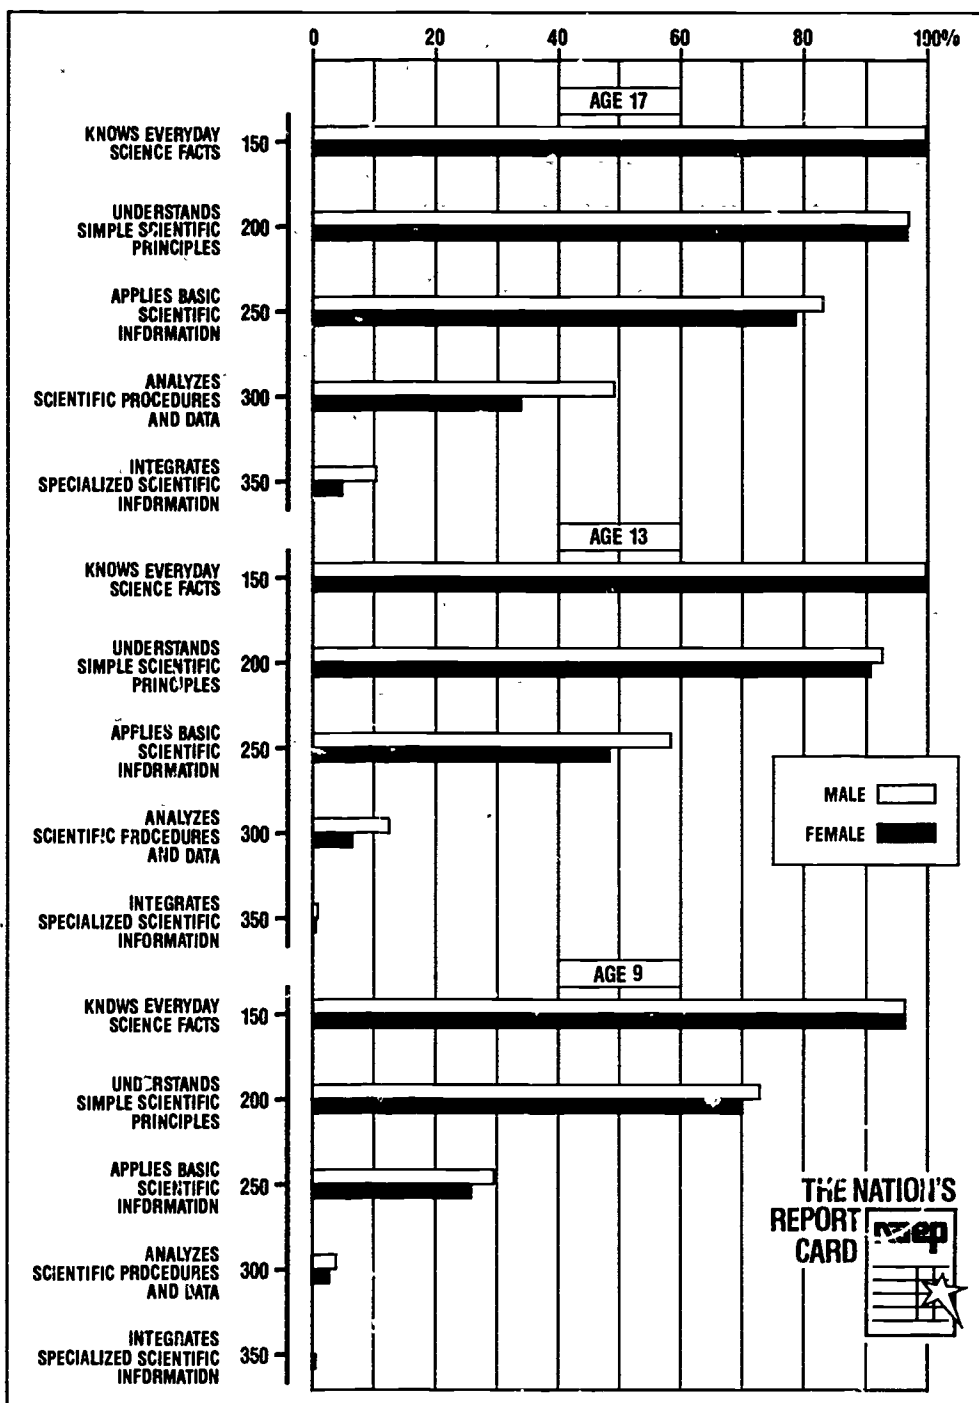 0 20 40 60 80 100%
AGE 17
KNOWS EVERYDAY
SCIENCE FACTS
150
UNDERSTANDS
SIMPLE SCIENTIFIC
PRINCIPLES
200
APPLIES BASIC
SCIENTIFIC
INFORMATION
250
ANALYZES
SCIENTIFIC PROCEDURES
AND DATA
300
INTEGRATES
SPECIALIZED SCIENTIFIC
INFORMATION
350
AGE 13
KNOWS EVERYDAY
SCIENCE FACTS
150
UNDERSTANDS
SIMPLE SCIENTIFIC
PRINCIPLES
200
APPLIES BASIC
SCIENTIFIC
INFORMATION
250
ANALYZES
SCIENTIFIC PROCEDURES
AND DATA
300
INTEGRATES
SPECIALIZED SCIENTIFIC
INFORMATION
350
MALE
FEMALE
AGE 9
KNOWS EVERYDAY
SCIENCE FACTS
150
UNDERSTANDS
SIMPLE SCIENTIFIC
PRINCIPLES
200
APPLIES BASIC
SCIENTIFIC
INFORMATION
250
ANALYZES
SCIENTIFIC PROCEDURES
AND DATA
300
INTEGRATES
SPECIALIZED SCIENTIFIC
INFORMATION
350
THE NATION'S
REPORT
CARD
naep